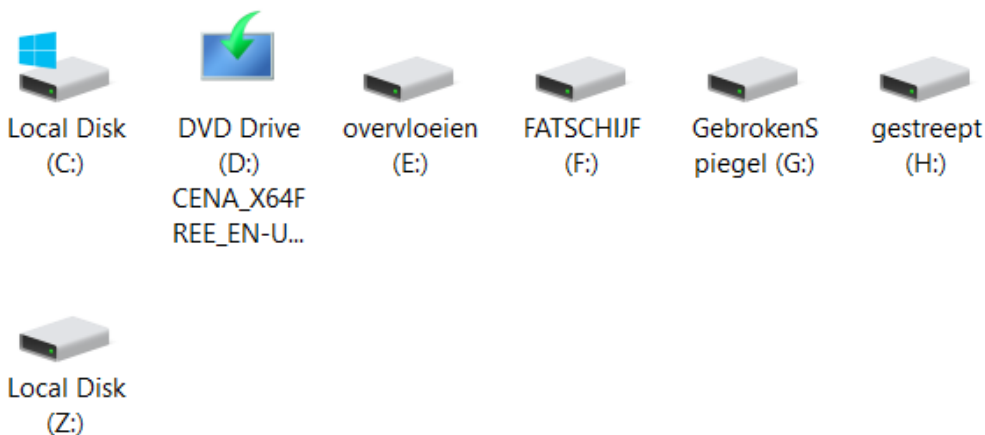 Local Disk
(C:)
DVD Drive
(D:)
CENA_X64F
REE_EN-U...
overvloeien
(E:)
FATSCHIJF
(F:)
GebrokenS
piegel (G:)
gestreept
(H:)
Local Disk
(Z:)